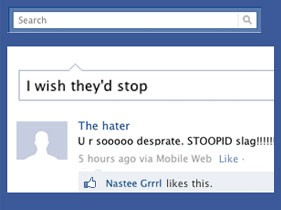 Search
I wish they'd stop
The hater
U r sooooo desprate. STOOPID slag!!!!!!
5 hours ago via Mobile Web · Like ·
Nastee Grrrl likes this.